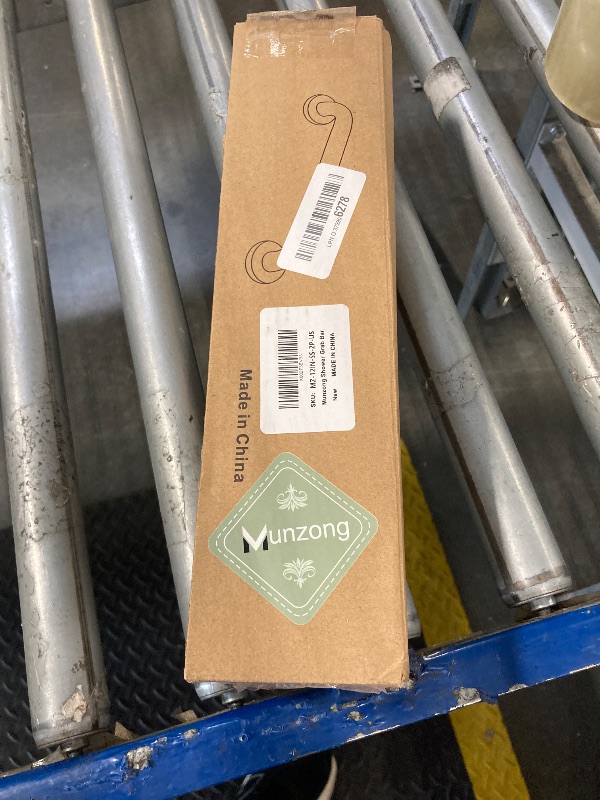 6278
SKU: MZ-12IN-SS-2P-US
Munzong Shower Grab Bar
New MADE IN CHINA
Made in China
Munzong